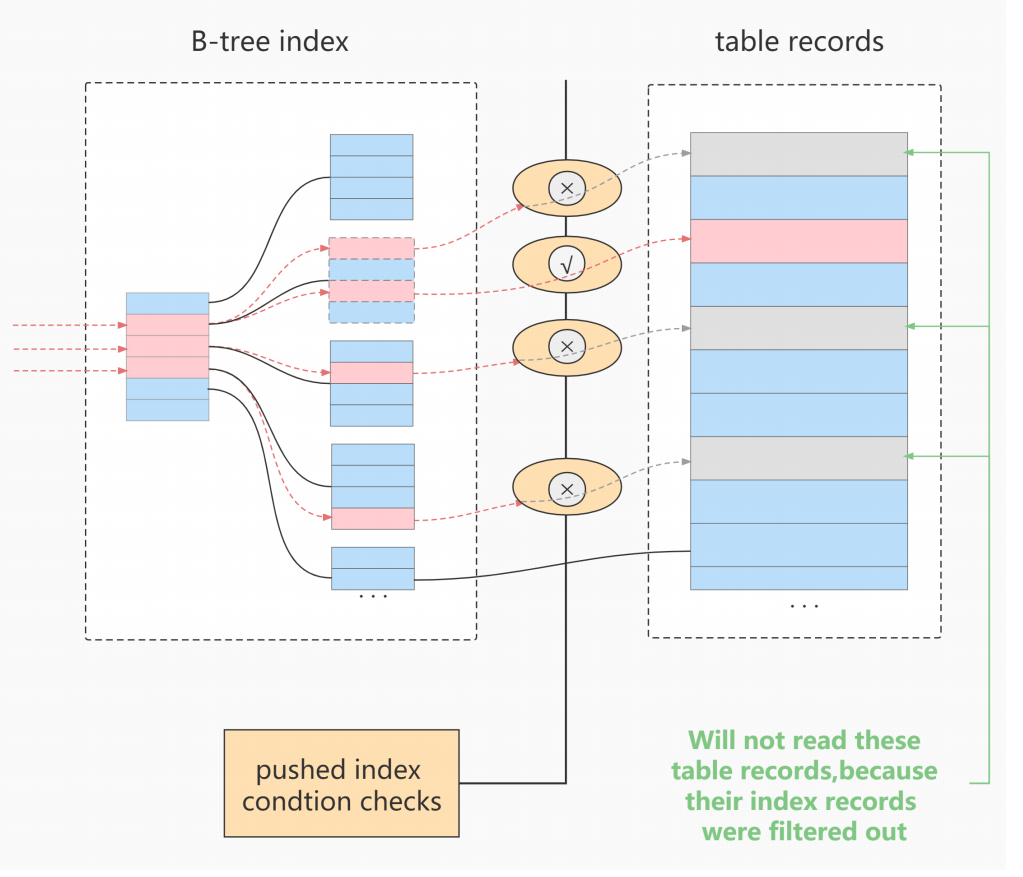 B-tree index
table records
×
√
×
×
...
...
pushed index
condtion checks
Will not read these
table records,because
their index records
were filtered out